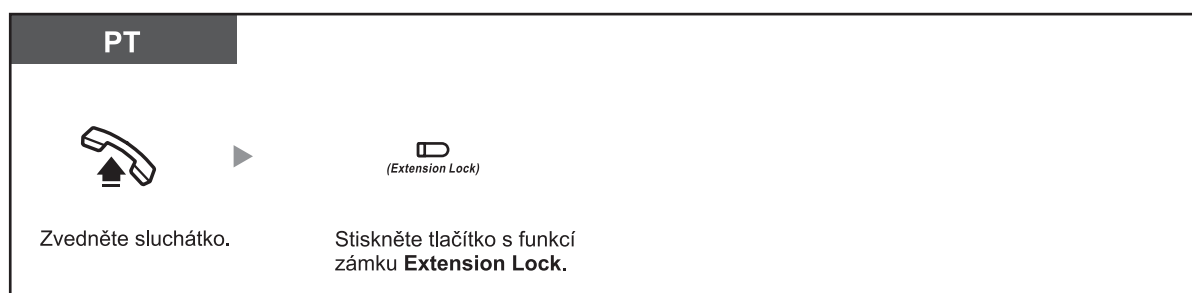 PT
(Extension Lock)
Zvedněte sluchátko.
Stiskněte tlačítko s funkcí
zámku Extension Lock.